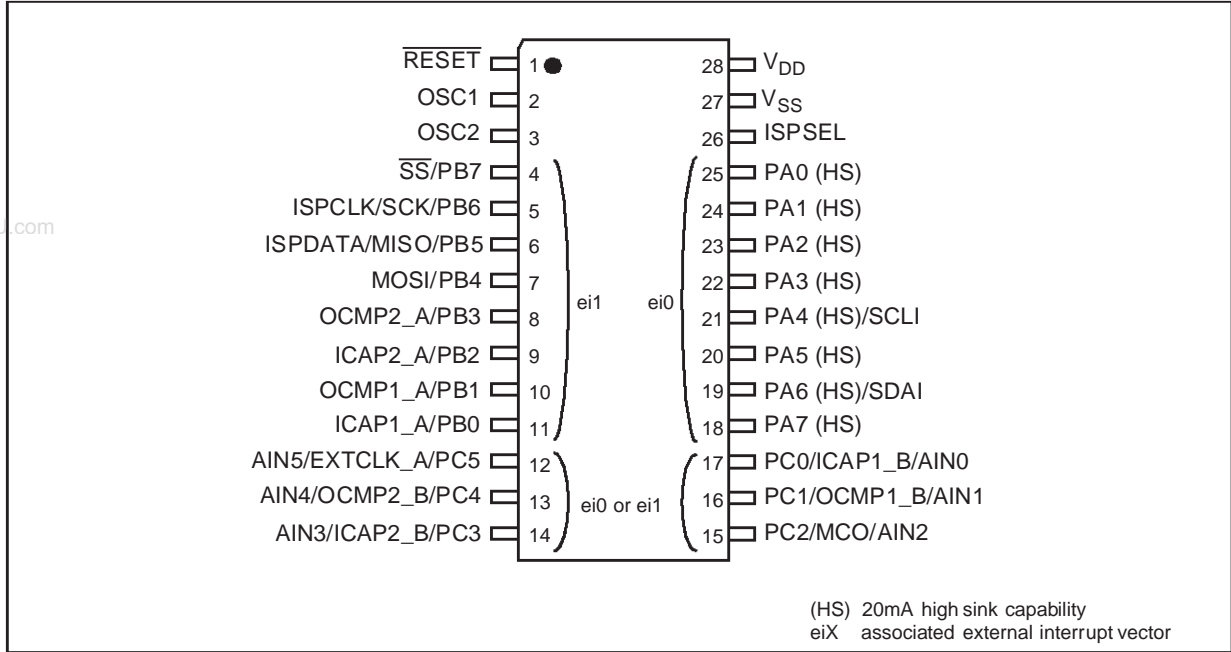 RESET 1 28 VDD
OSC1 2 27 VSS
OSC2 3 26 ISPSEL
SS/PB7 4 25 PA0 (HS)
ISPCLK/SCK/PB6 5 24 PA1 (HS)
ISPDATA/MISO/PB5 6 23 PA2 (HS)
MOSI/PB4 7 22 PA3 (HS)
ei1 ei0
OCMP2_A/PB3 8 21 PA4 (HS)/SCLI
ICAP2_A/PB2 9 20 PA5 (HS)
OCMP1_A/PB1 10 19 PA6 (HS)/SDAI
ICAP1_A/PB0 11 18 PA7 (HS)
AIN5/EXTCLK_A/PC5 12 17 PC0/ICAP1_B/AIN0
AIN4/OCMP2_B/PC4 13 ei0 or ei1 16 PC1/OCMP1_B/AIN1
AIN3/ICAP2_B/PC3 14 15 PC2/MCO/AIN2
(HS) 20mA high sink capability
eiX associated external interrupt vector